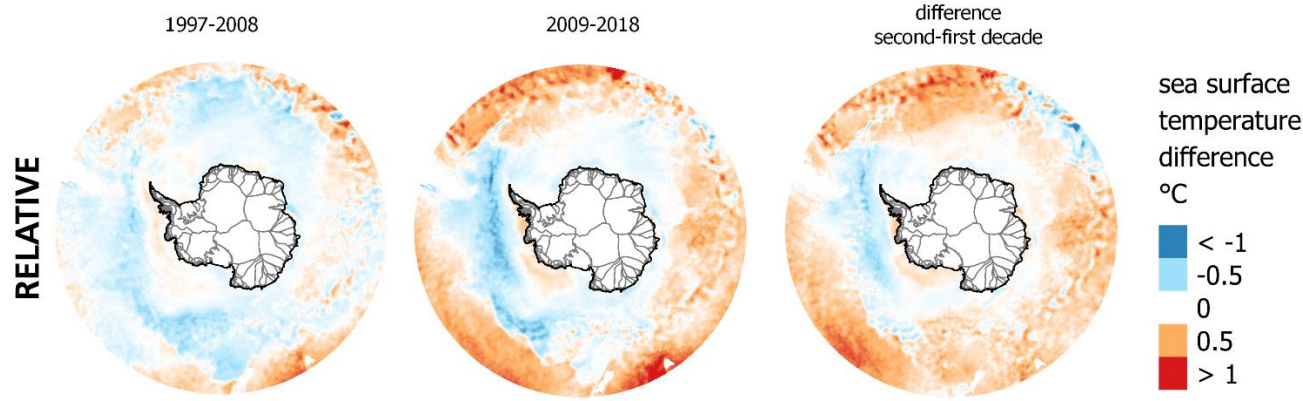 1997-2008
2009-2018
difference
second-first decade
RELATIVE
sea surface
temperature
difference
°C
< -1
-0.5
0
0.5
> 1